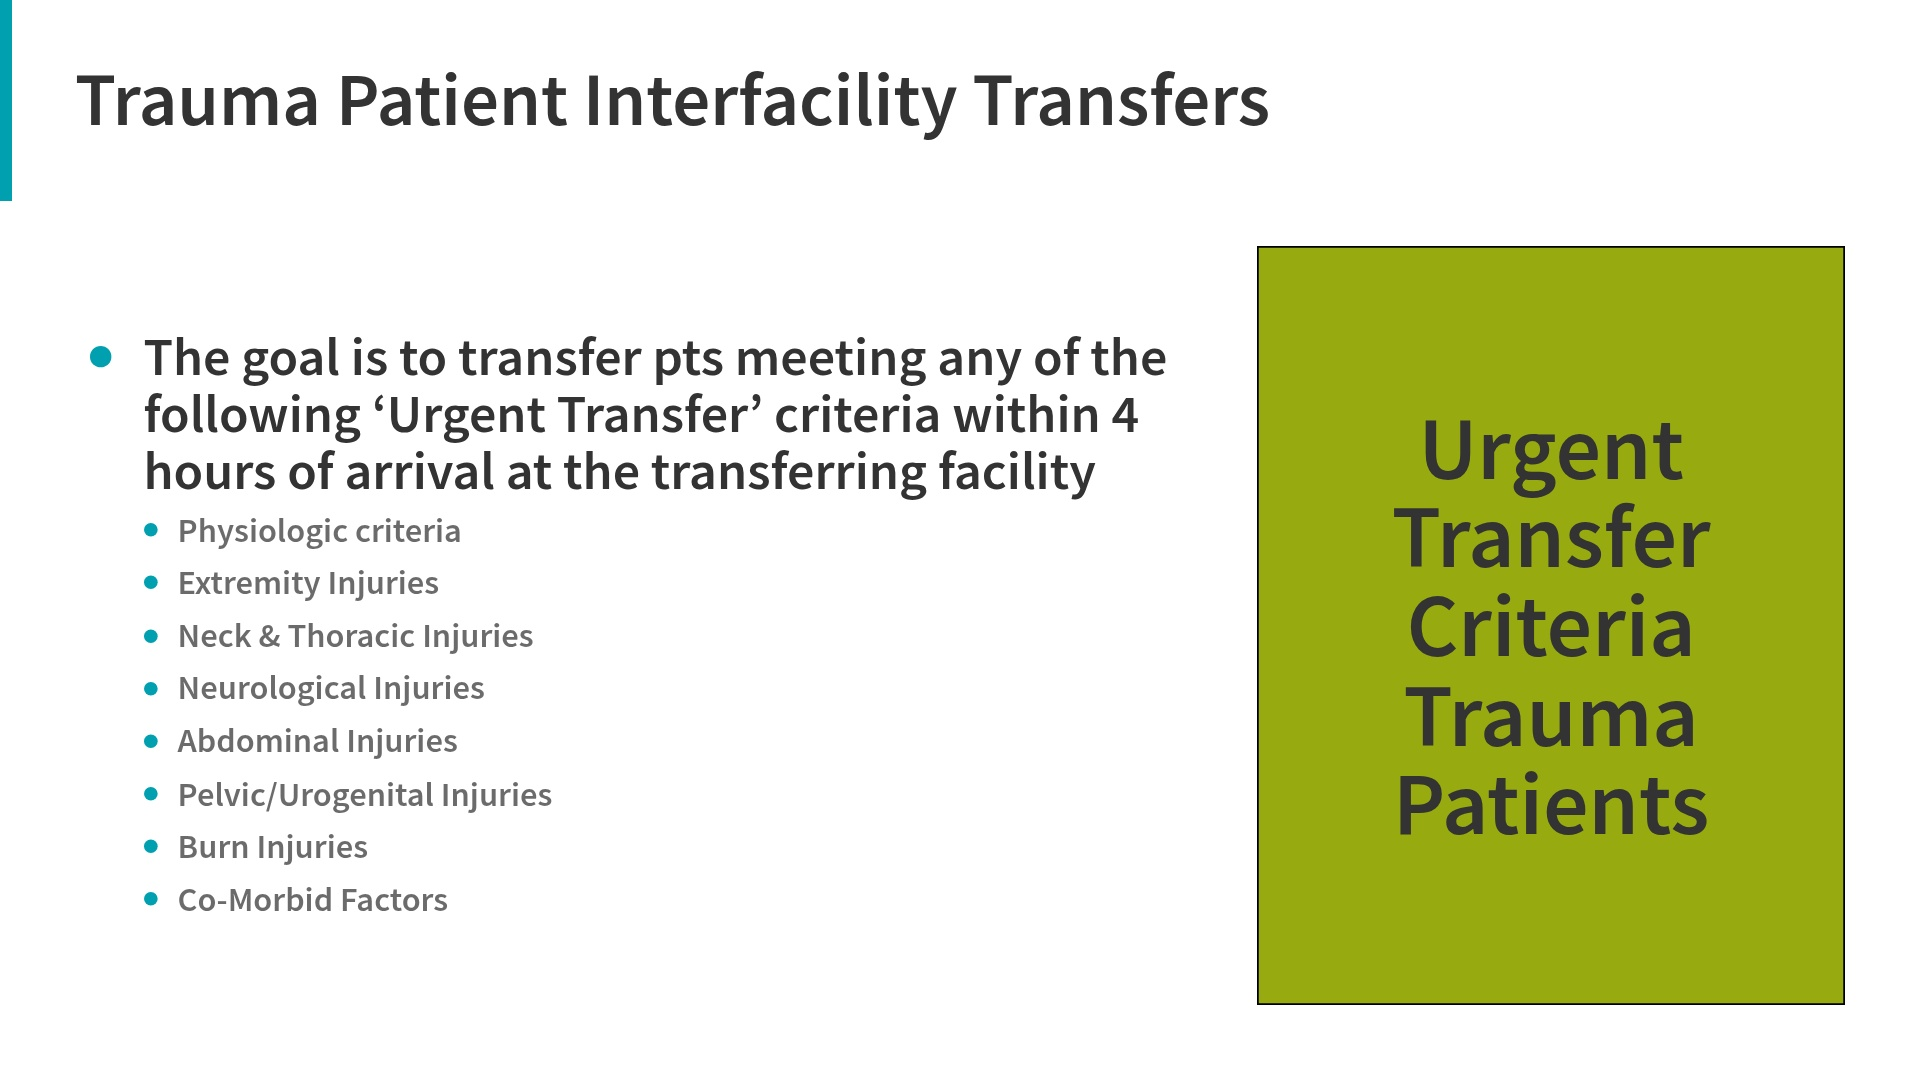 Trauma Patient Interfacility Transfers
The goal is to transfer pts meeting any of the
following ‘Urgent Transfer’ criteria within 4
hours of arrival at the transferring facility
Physiologic criteria
Extremity Injuries
Neck & Thoracic Injuries
Neurological Injuries
Abdominal Injuries
Pelvic/Urogenital Injuries
Burn Injuries
Co-Morbid Factors
Urgent
Transfer
Criteria
Trauma
Patients